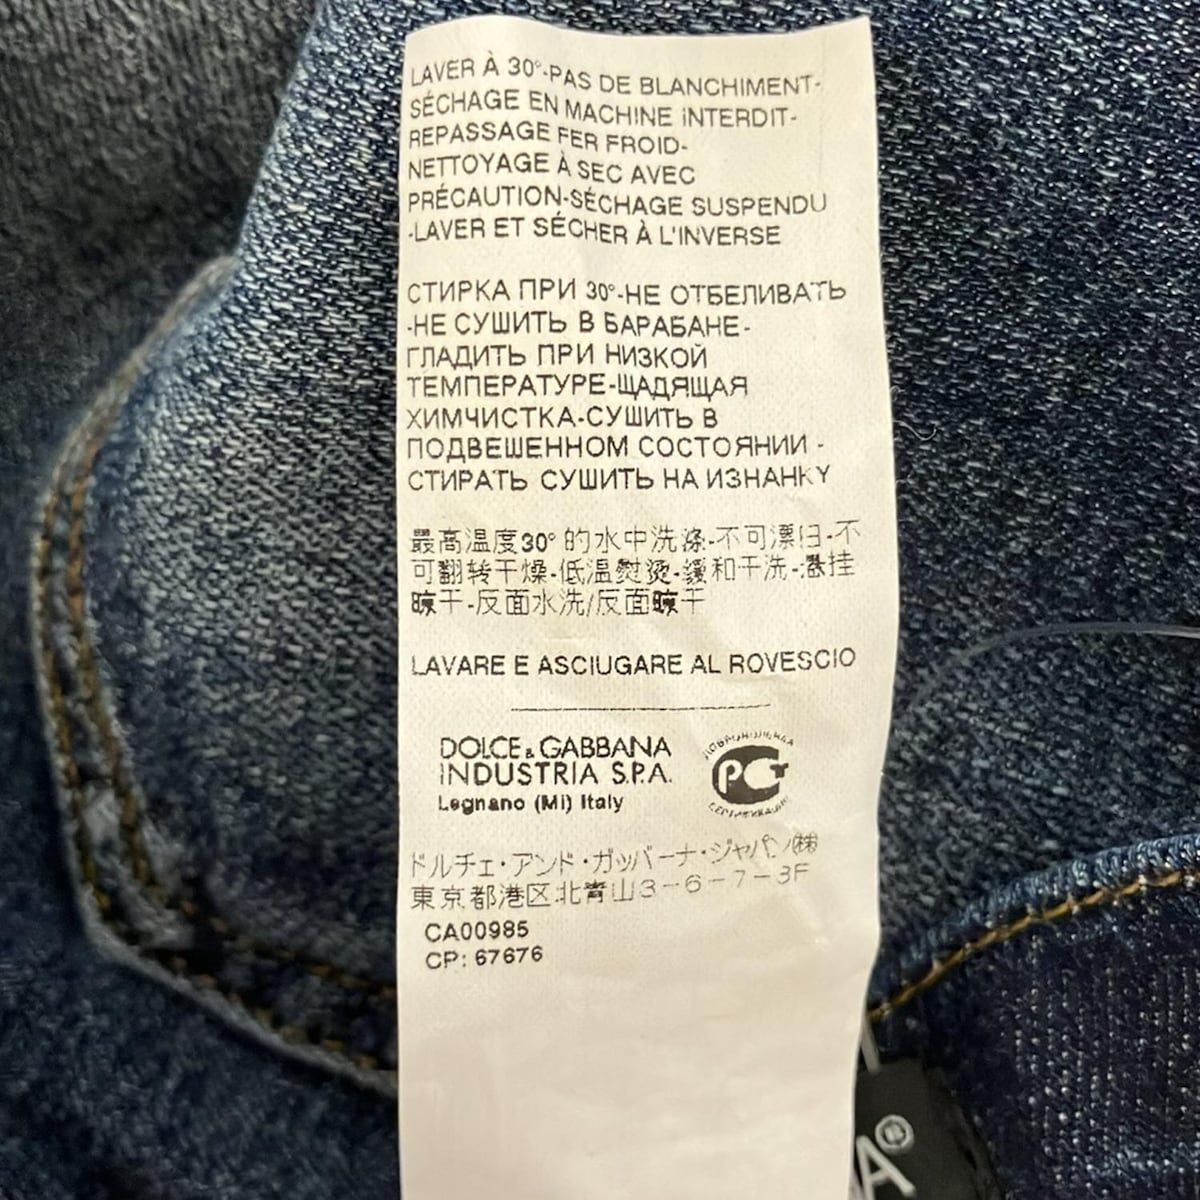 LAVER À 30°-PAS DE BLANCHIMENT-
SÉCHAGE EN MACHINE INTERDIT-
REPASSAGE FER FROID-
NETTOYAGE À SEC AVEC
PRÉCAUTION-SÉCHAGE SUSPENDU
-LAVER ET SÉCHER À L'INVERSE
СТИРКА ПРИ 30°-НЕ ОТБЕЛИВАТЬ
-НЕ СУШИТЬ В БАРАБАНЕ-
ГЛАДИТЬ ПРИ НИЗКОЙ
ТЕМПЕРАТУРЕ-ЩАДЯЩАЯ
ХИМЧИСТКА-СУШИТЬ В
ПОДВЕШЕННОМ СОСТОЯНИИ -
СТИРАТЬ СУШИТЬ НА ИЗНАНКУ
最高温度30°的水中洗涤-不可漂旧-不
可翻转干燥-低温熨烫-缓和干洗-悬挂
晾干-反面水洗/反面晾干
LAVARE E ASCIUGARE AL ROVESCIO
DOLCE & GABBANA
INDUSTRIA S.P.A.
Legnano (MI) Italy
ДОБРОВОЛЬНАЯ
РСТ
СЕРТИФИКАЦИЯ
ドルチェ・アンド・ガッバーナ・ジャパン㈱
東京都港区北青山3-6-7-3F
CA00985
CP: 67676
A®